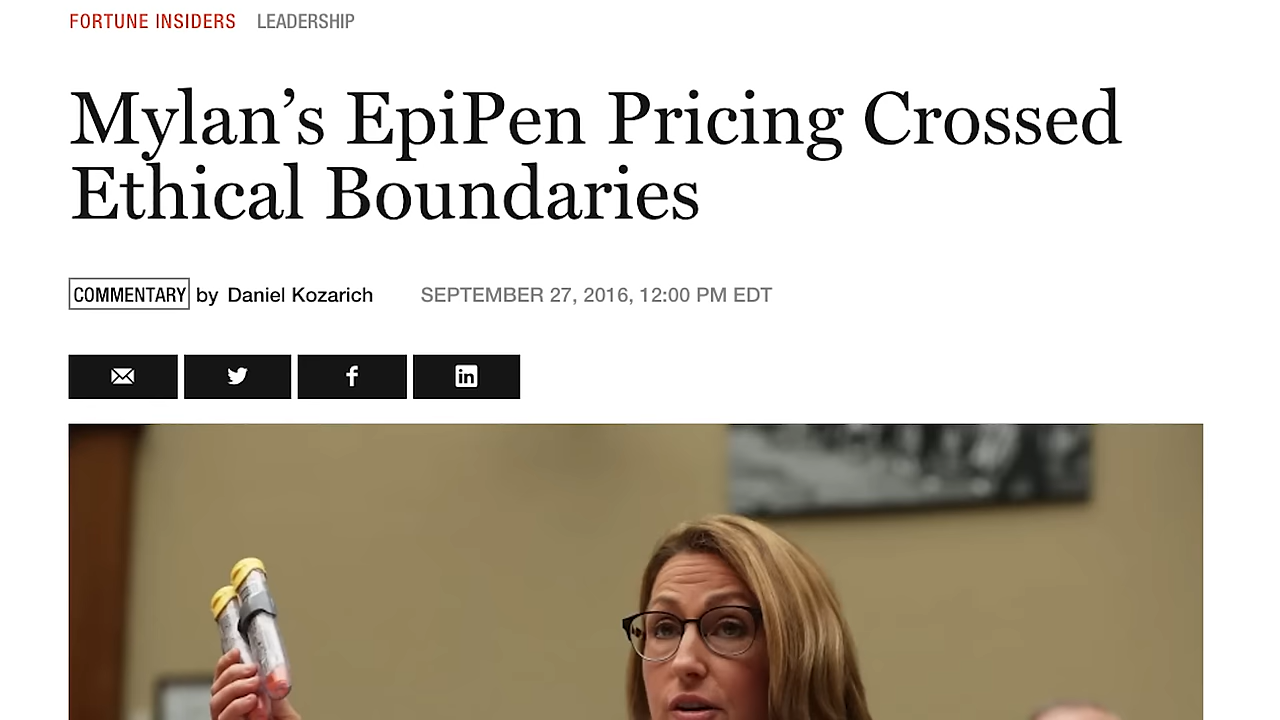 FORTUNE INSIDERS LEADERSHIP
Mylan’s EpiPen Pricing Crossed
Ethical Boundaries
COMMENTARY by Daniel Kozarich SEPTEMBER 27, 2016, 12:00 PM EDT